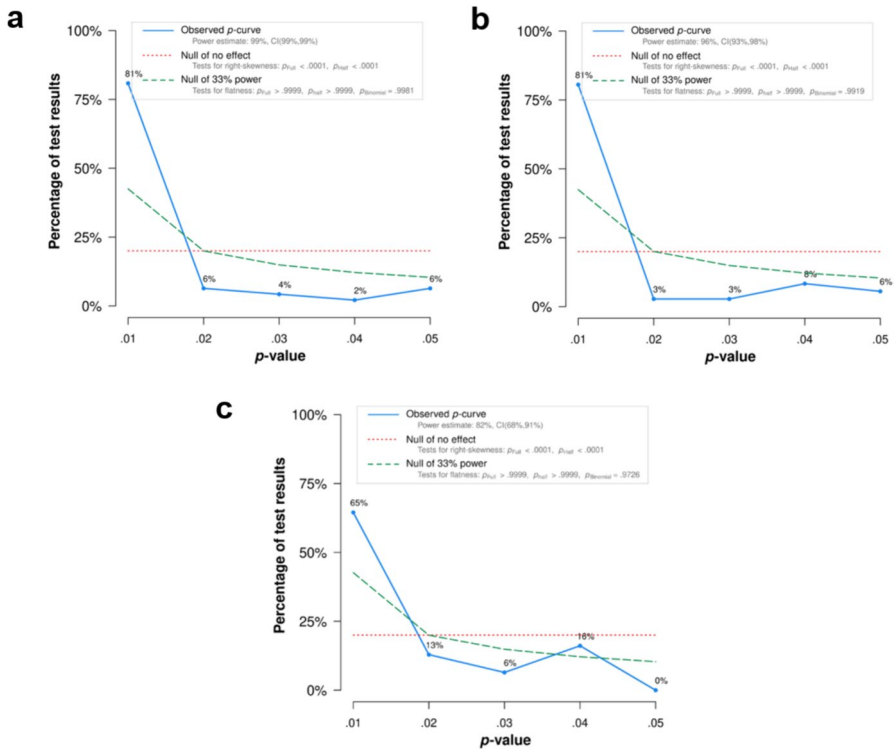 a
Percentage of test results
100%
75%
50%
25%
0%
Observed p-curve
Power estimate: 99%, CI(99%,99%)
Null of no effect
Tests for right-skewness: pFull < .0001, pHalf < .0001
Null of 33% power
Tests for flatness: pFull > .9999, phalf > .9999, pBinomial = .9981
81%
6%
4%
2%
6%
.01 .02 .03 .04 .05
p-value
b
Percentage of test results
100%
75%
50%
25%
0%
Observed p-curve
Power estimate: 96%, CI(93%,98%)
Null of no effect
Tests for right-skewness: pFull < .0001, pHalf < .0001
Null of 33% power
Tests for flatness: pFull > .9999, phalf > .9999, pBinomial = .9919
81%
3%
3%
8%
6%
.01 .02 .03 .04 .05
p-value
c
Percentage of test results
100%
75%
50%
25%
0%
Observed p-curve
Power estimate: 82%, CI(68%,91%)
Null of no effect
Tests for right-skewness: pFull < .0001, pHalf < .0001
Null of 33% power
Tests for flatness: pFull > .9999, phalf > .9999, pBinomial = .9726
65%
13%
6%
16%
0%
.01 .02 .03 .04 .05
p-value